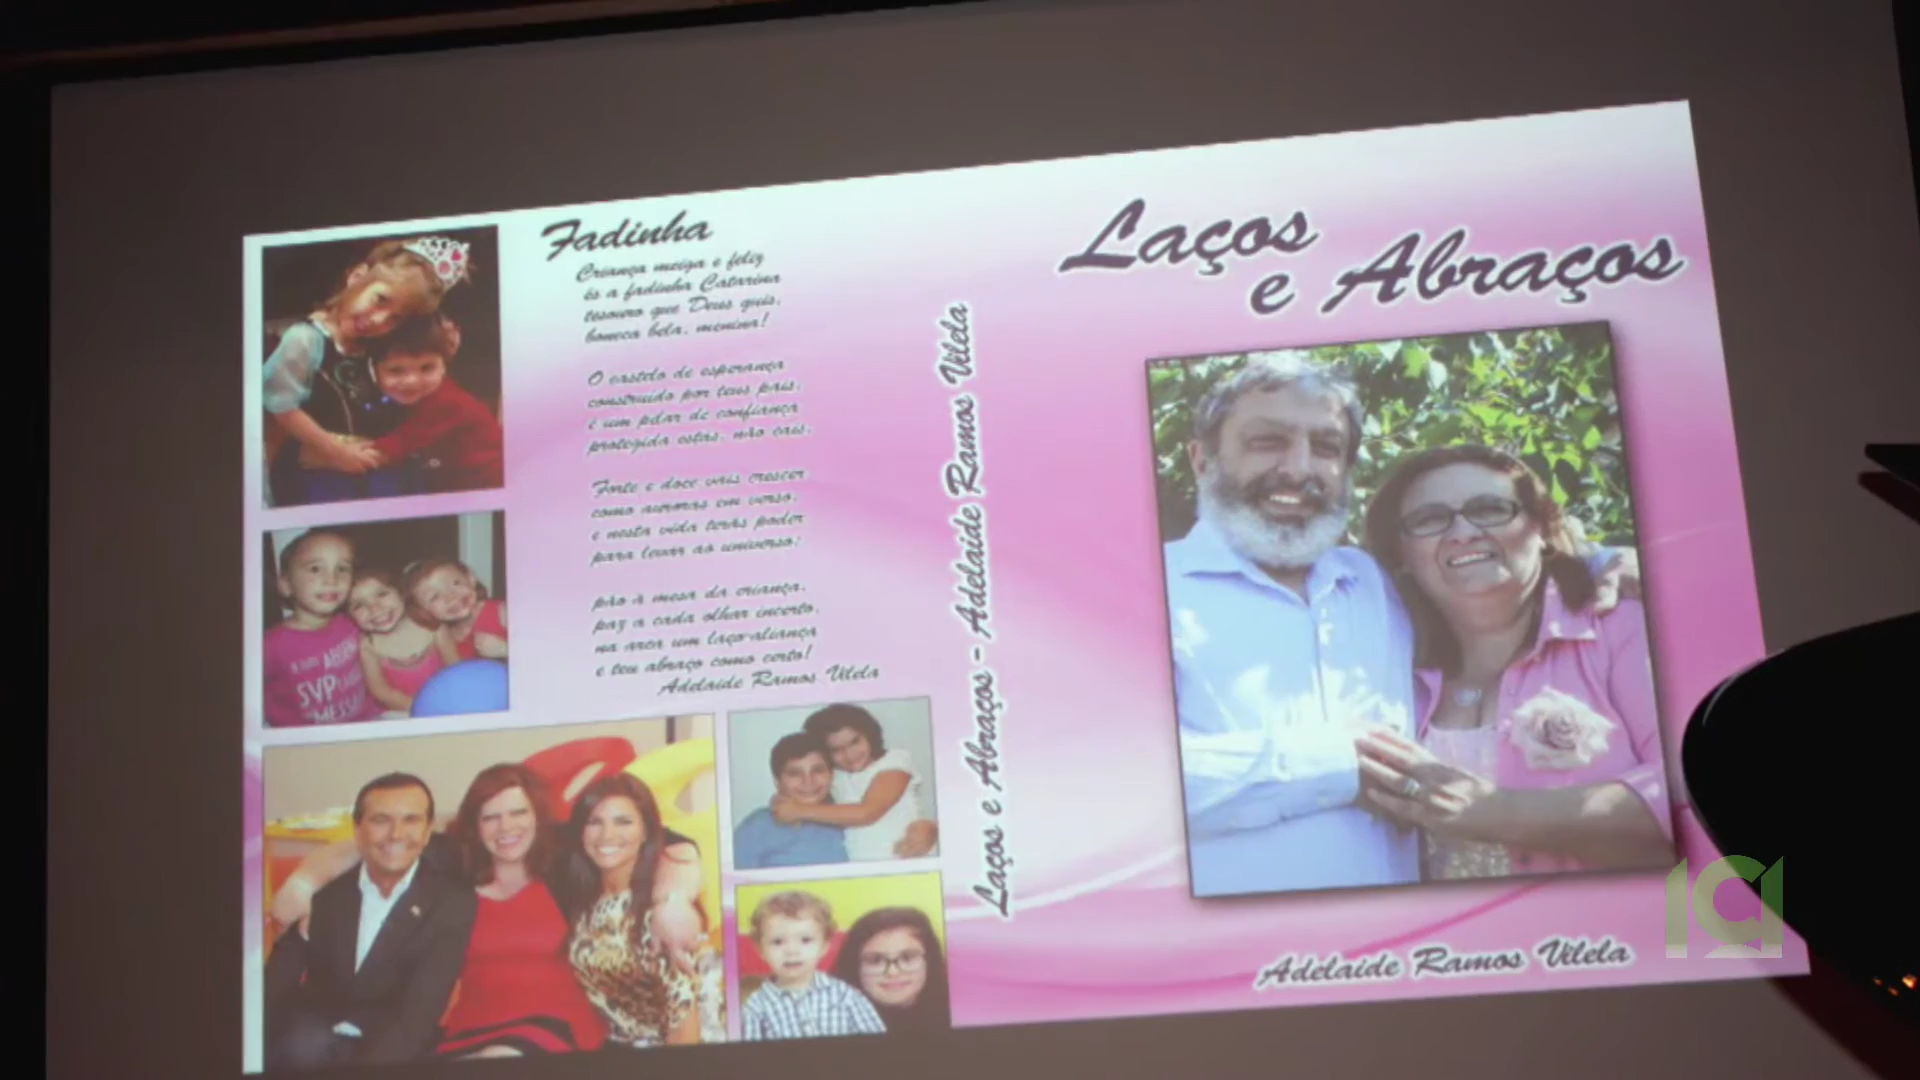 Fadinha
Criança meiga e feliz
és a fadinha Catarina
tesouro que Deus quis,
boneca bela, menina!
O castelo de esperança
construído por teus pais,
é um pilar de confiança
protegida estás, não cais.
Forte e doce vais crescer
como auroras em verso,
e nesta vida terás poder
para levar ao universo:
pão à mesa da criança,
paz a cada olhar incerto,
na arca um laço-aliança
e teu abraço como certo!
Adelaide Ramos Vilela
SVP
MESS
Laços e Abraços - Adelaide Ramos Vilela
Laços
e Abraços
Adelaide Ramos Vilela